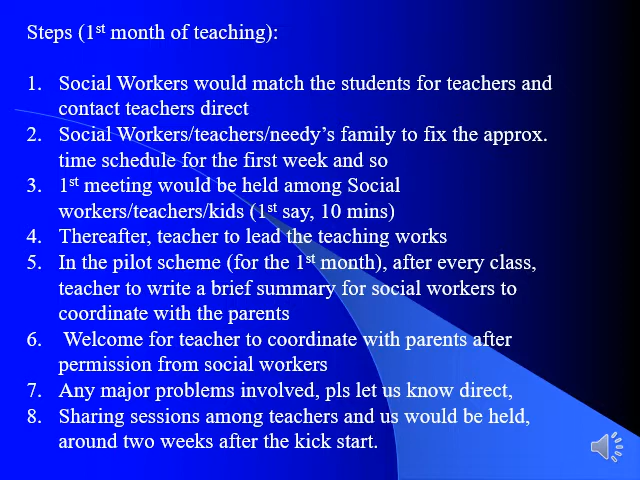 Steps (1st month of teaching):
1. Social Workers would match the students for teachers and
contact teachers direct
2. Social Workers/teachers/needy’s family to fix the approx.
time schedule for the first week and so
3. 1st meeting would be held among Social
workers/teachers/kids (1st say, 10 mins)
4. Thereafter, teacher to lead the teaching works
5. In the pilot scheme (for the 1st month), after every class,
teacher to write a brief summary for social workers to
coordinate with the parents
6. Welcome for teacher to coordinate with parents after
permission from social workers
7. Any major problems involved, pls let us know direct,
8. Sharing sessions among teachers and us would be held,
around two weeks after the kick start.